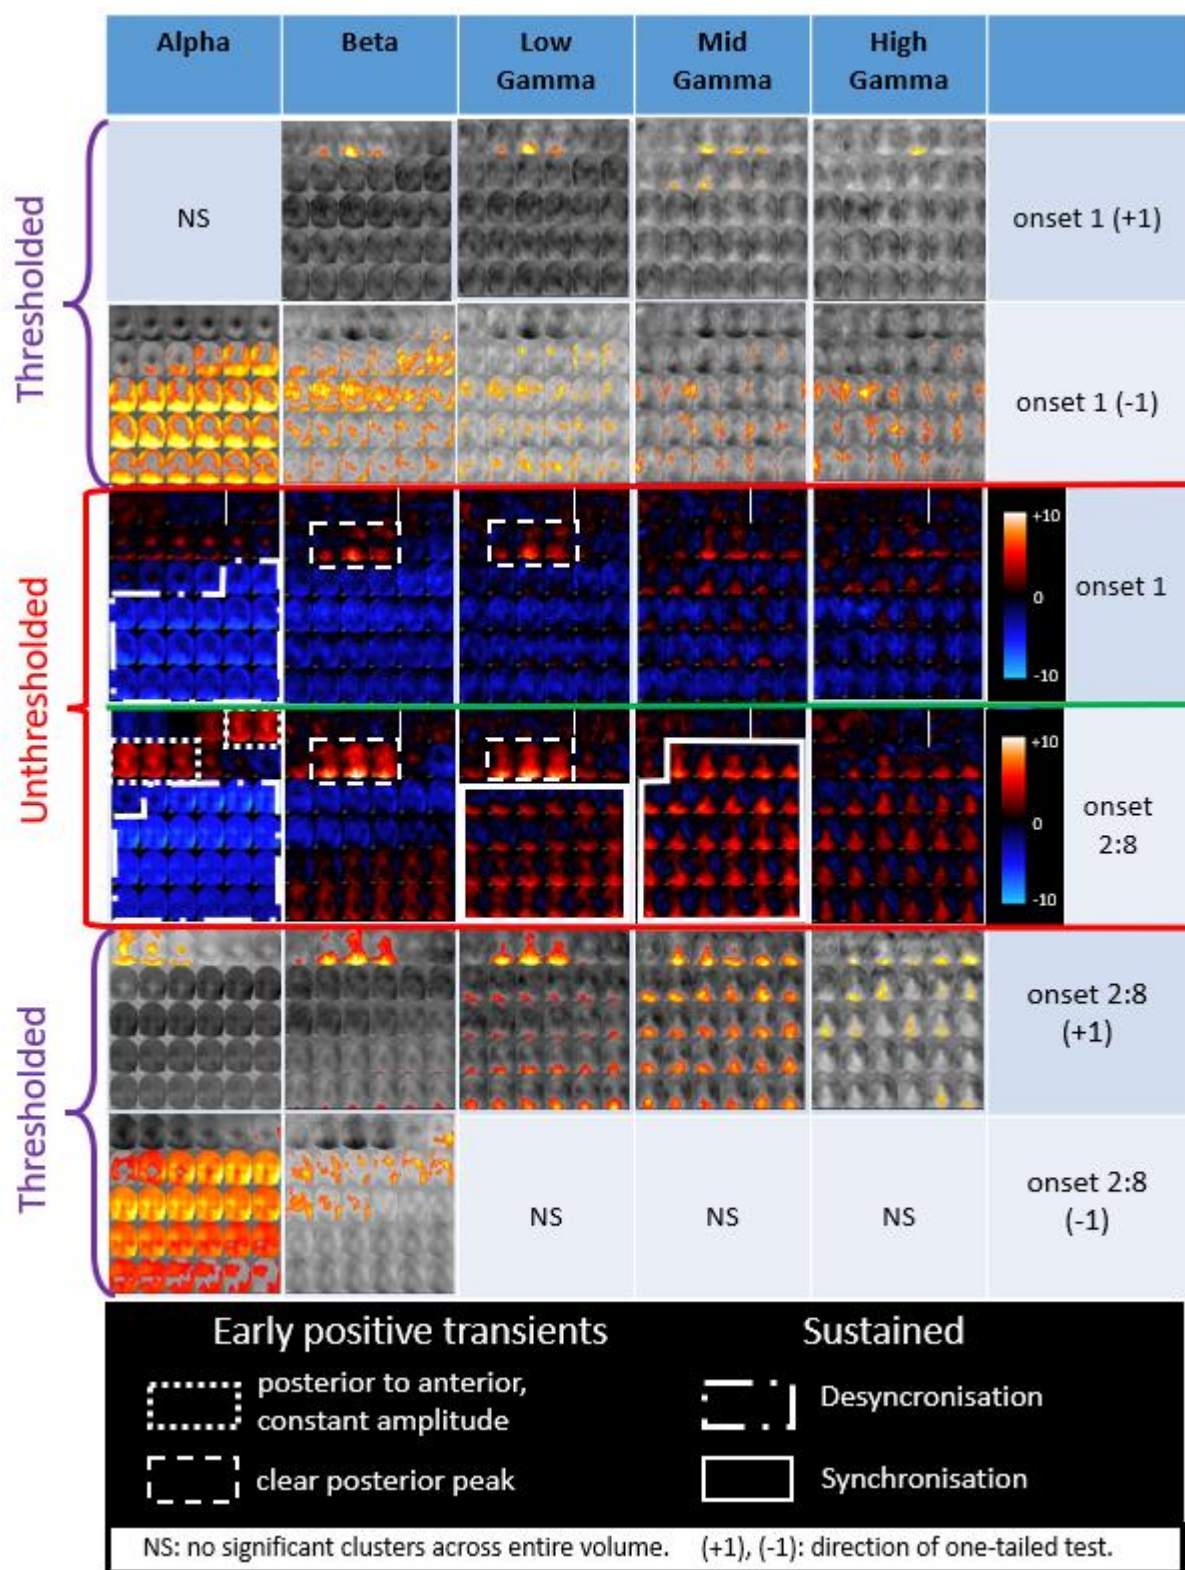 Alpha
Beta
Low
Gamma
Mid
Gamma
High
Gamma
Thresholded
NS
onset 1 (+1)
onset 1 (-1)
Unthresholded
+10
0
-10
onset 1
+10
0
-10
onset
2:8
Thresholded
onset 2:8
(+1)
NS
NS
NS
onset 2:8
(-1)
Early positive transients
Sustained
posterior to anterior,
constant amplitude
Desyncronisation
clear posterior peak
Synchronisation
NS: no significant clusters across entire volume. (+1), (-1): direction of one-tailed test.